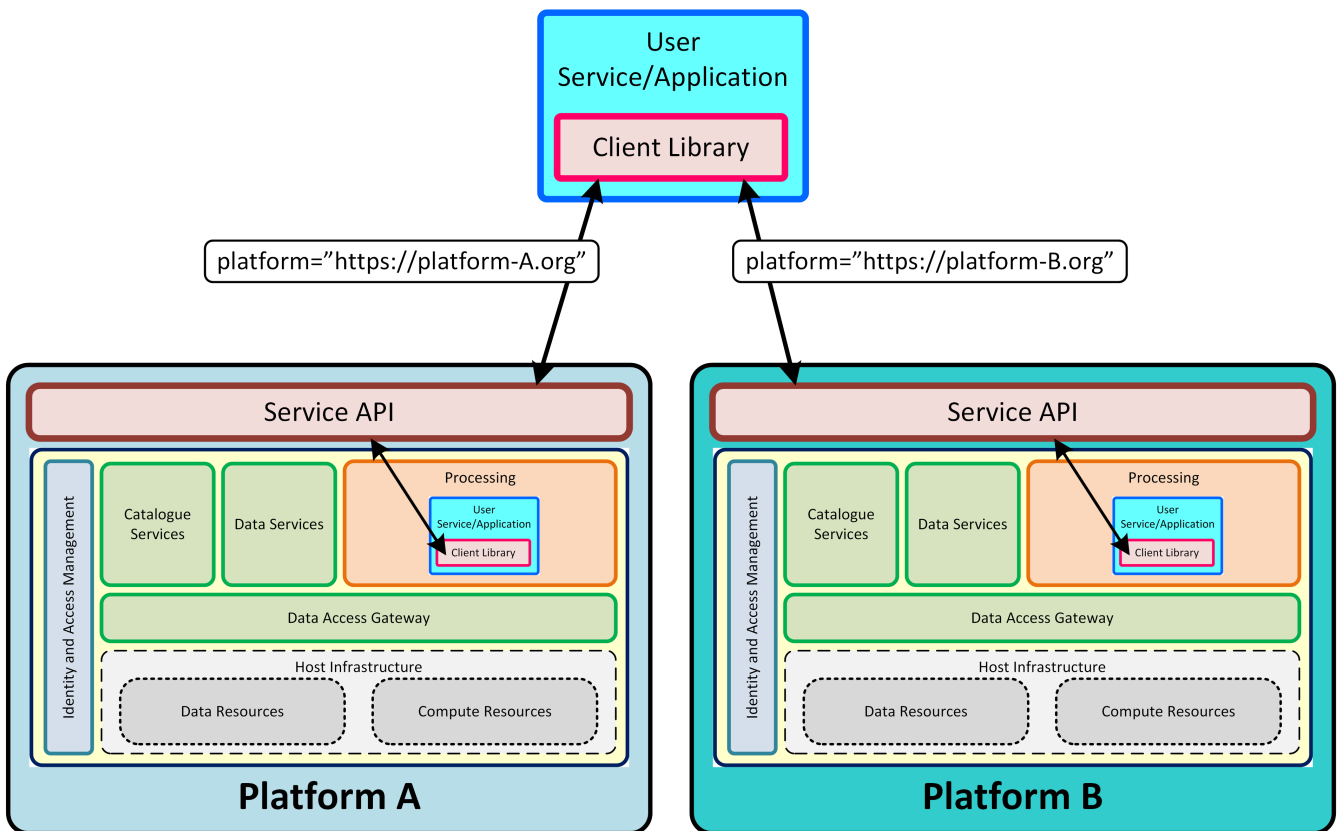 User
Service/Application
Client Library
platform=”https://platform-A.org”
platform=”https://platform-B.org”
Service API
Identity and Access Management
Catalogue
Services
Data Services
Processing
User
Service/Application
Client Library
Data Access Gateway
Host Infrastructure
Data Resources
Compute Resources
Platform A
Service API
Identity and Access Management
Catalogue
Services
Data Services
Processing
User
Service/Application
Client Library
Data Access Gateway
Host Infrastructure
Data Resources
Compute Resources
Platform B